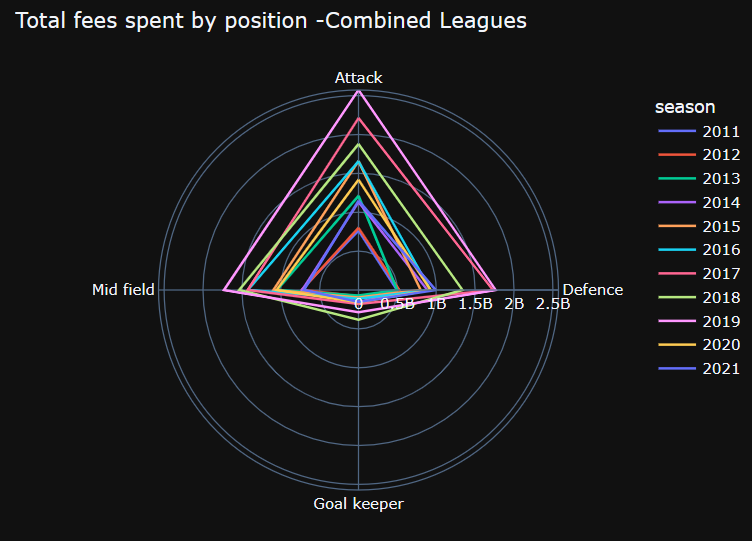 Total fees spent by position -Combined Leagues
Attack
season
2011
2012
2013
2014
2015
2016
2017
2018
2019
2020
2021
Mid field
Defence
0 0.5B 1B 1.5B 2B 2.5B
Goal keeper